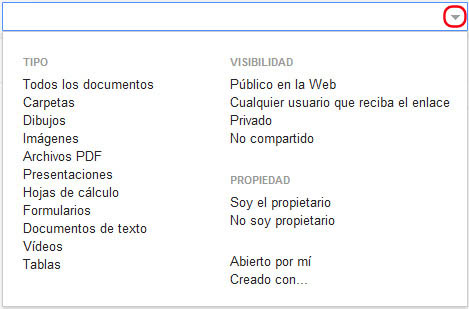 TIPO
Todos los documentos
Carpetas
Dibujos
Imágenes
Archivos PDF
Presentaciones
Hojas de cálculo
Formularios
Documentos de texto
Vídeos
Tablas
VISIBILIDAD
Público en la Web
Cualquier usuario que reciba el enlace
Privado
No compartido
PROPIEDAD
Soy el propietario
No soy propietario
Abierto por mí
Creado con...